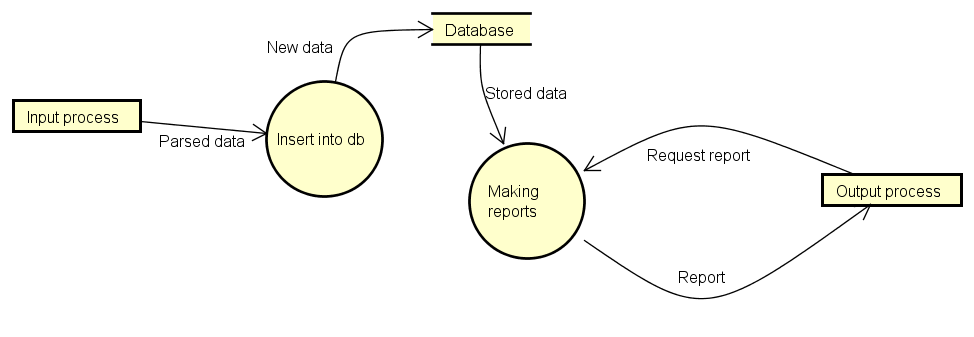 Database
New data
Stored data
Input process
Parsed data
Insert into db
Request report
Making
reports
Output process
Report